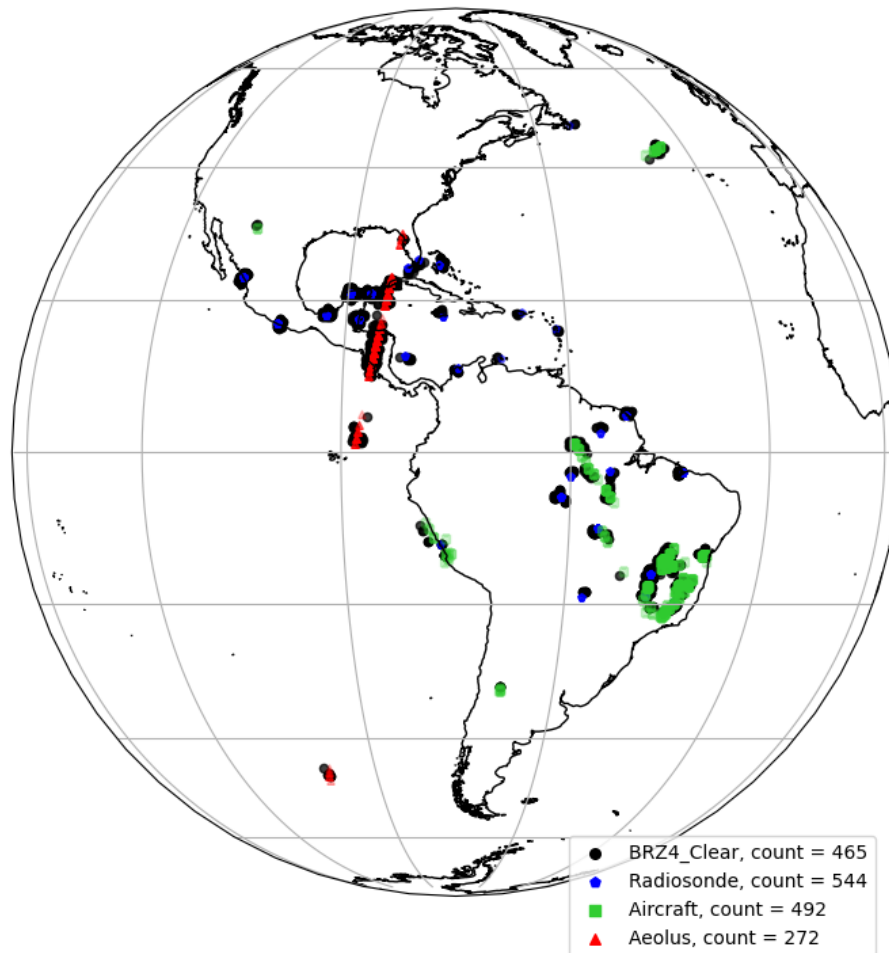 BRZ4_Clear, count = 465
Radiosonde, count = 544
Aircraft, count = 492
Aeolus, count = 272